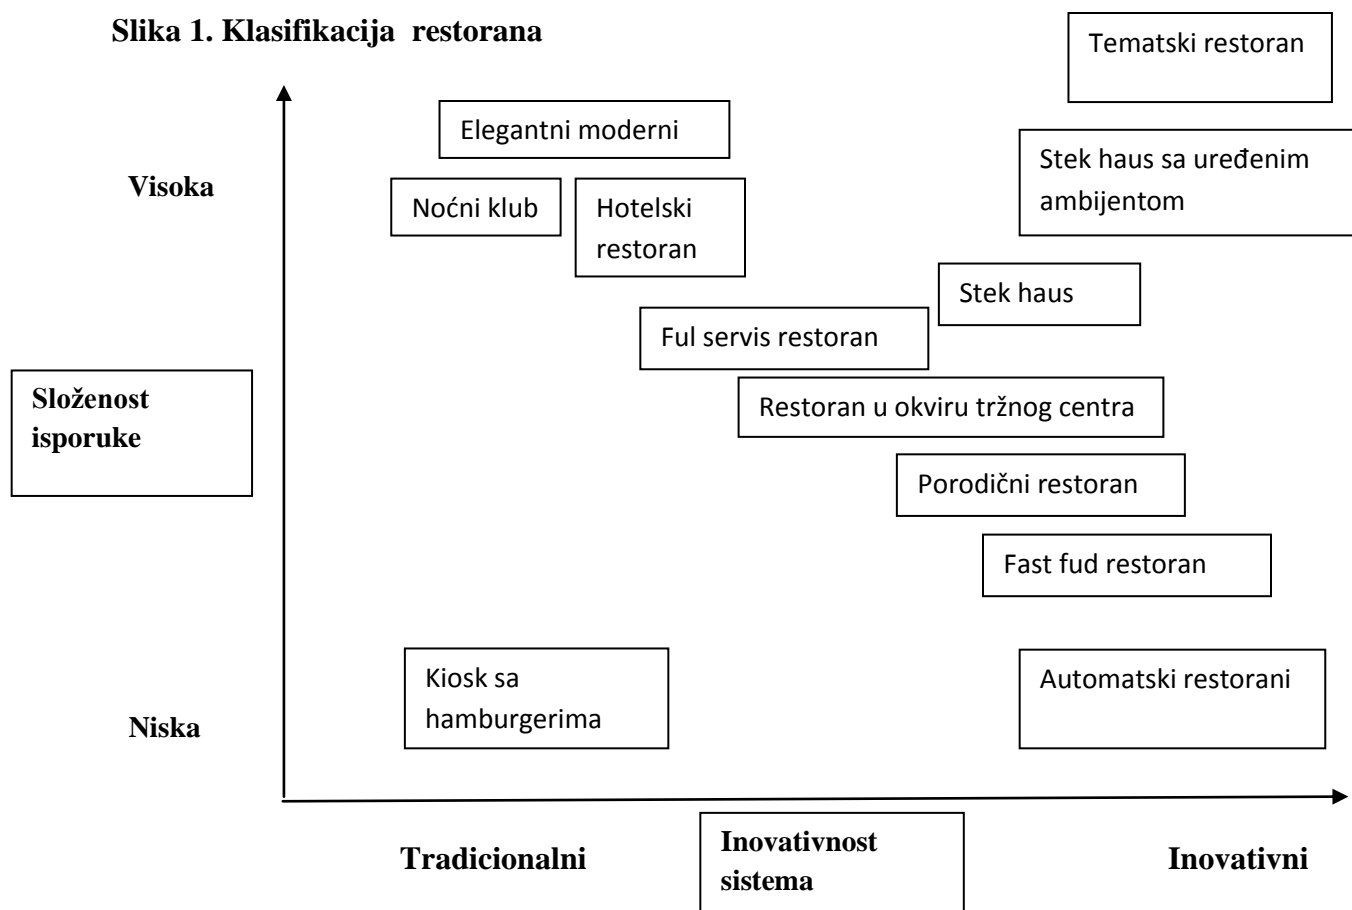 Slika 1. Klasifikacija restorana
Tematski restoran
Elegantni moderni
Stek haus sa uređenim
ambijentom
Visoka
Noćni klub
Hotelski
restoran
Stek haus
Ful servis restoran
Složenost
isporuke
Restoran u okviru tržnog centra
Porodični restoran
Fast fud restoran
Kiosk sa
hamburgerima
Automatski restorani
Niska
Tradicionalni
Inovativnost
sistema
Inovativni